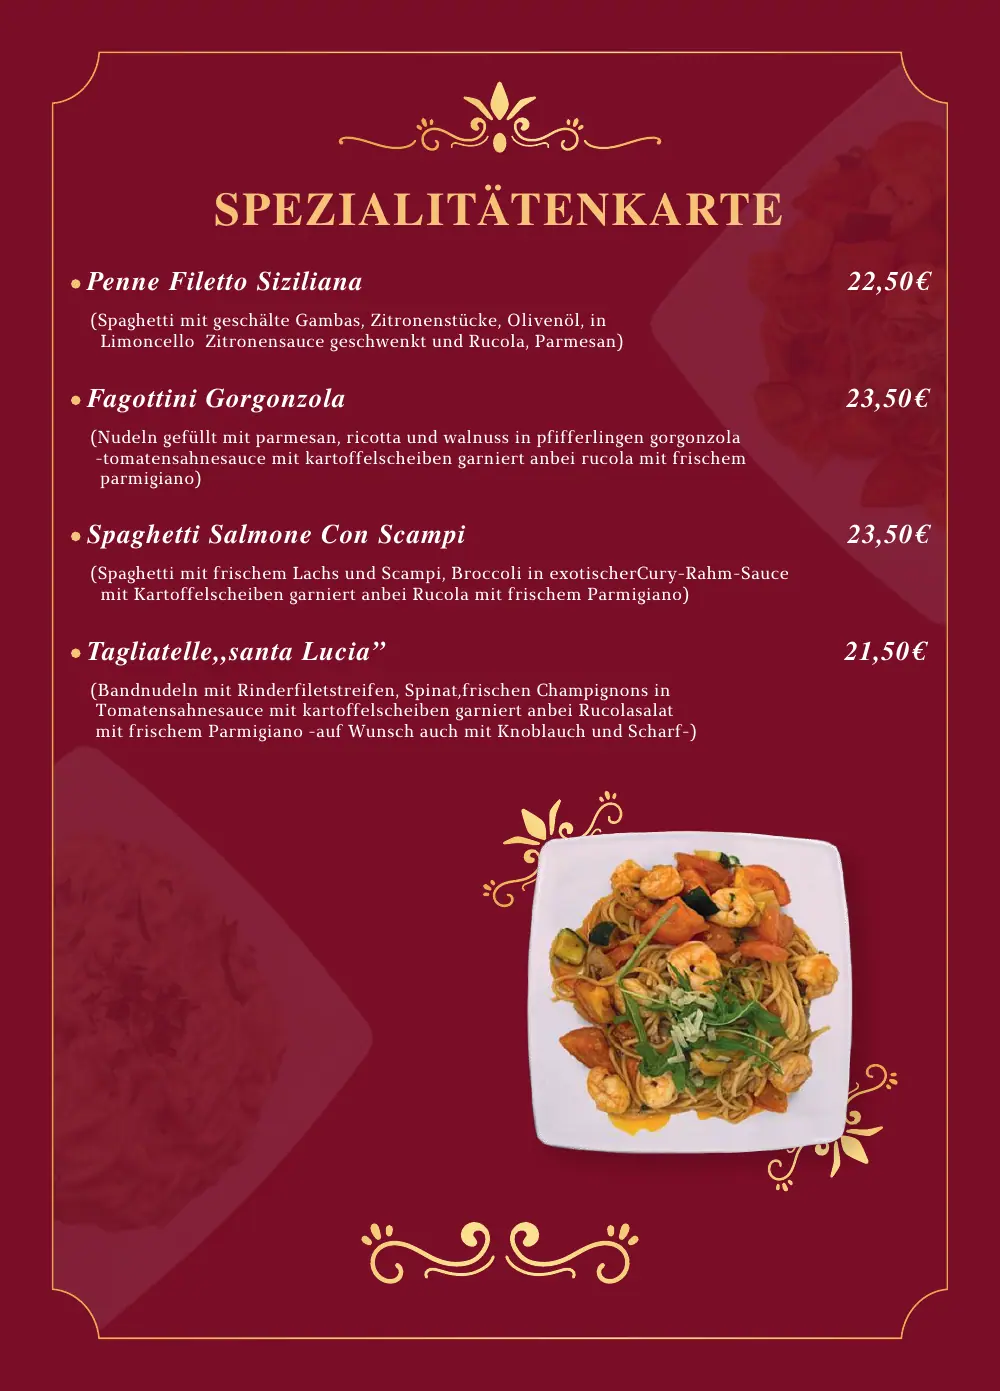 SPEZIALITÄTENKARTE
Penne Filetto Siziliana 22,50€
(Spaghetti mit geschälte Gambas, Zitronenstücke, Olivenöl, in
Limoncello Zitronensauce geschwenkt und Rucola, Parmesan)
Fagottini Gorgonzola 23,50€
(Nudeln gefüllt mit parmesan, ricotta und walnuss in pfifferlingen gorgonzola
-tomatensahnesauce mit kartoffelscheiben garniert anbei rucola mit frischem
parmigiano)
Spaghetti Salmone Con Scampi 23,50€
(Spaghetti mit frischem Lachs und Scampi, Broccoli in exotischerCury-Rahm-Sauce
mit Kartoffelscheiben garniert anbei Rucola mit frischem Parmigiano)
Tagliatelle,,santa Lucia” 21,50€
(Bandnudeln mit Rinderfiletstreifen, Spinat,frischen Champignons in
Tomatensahnesauce mit kartoffelscheiben garniert anbei Rucolasalat
mit frischem Parmigiano -auf Wunsch auch mit Knoblauch und Scharf-)